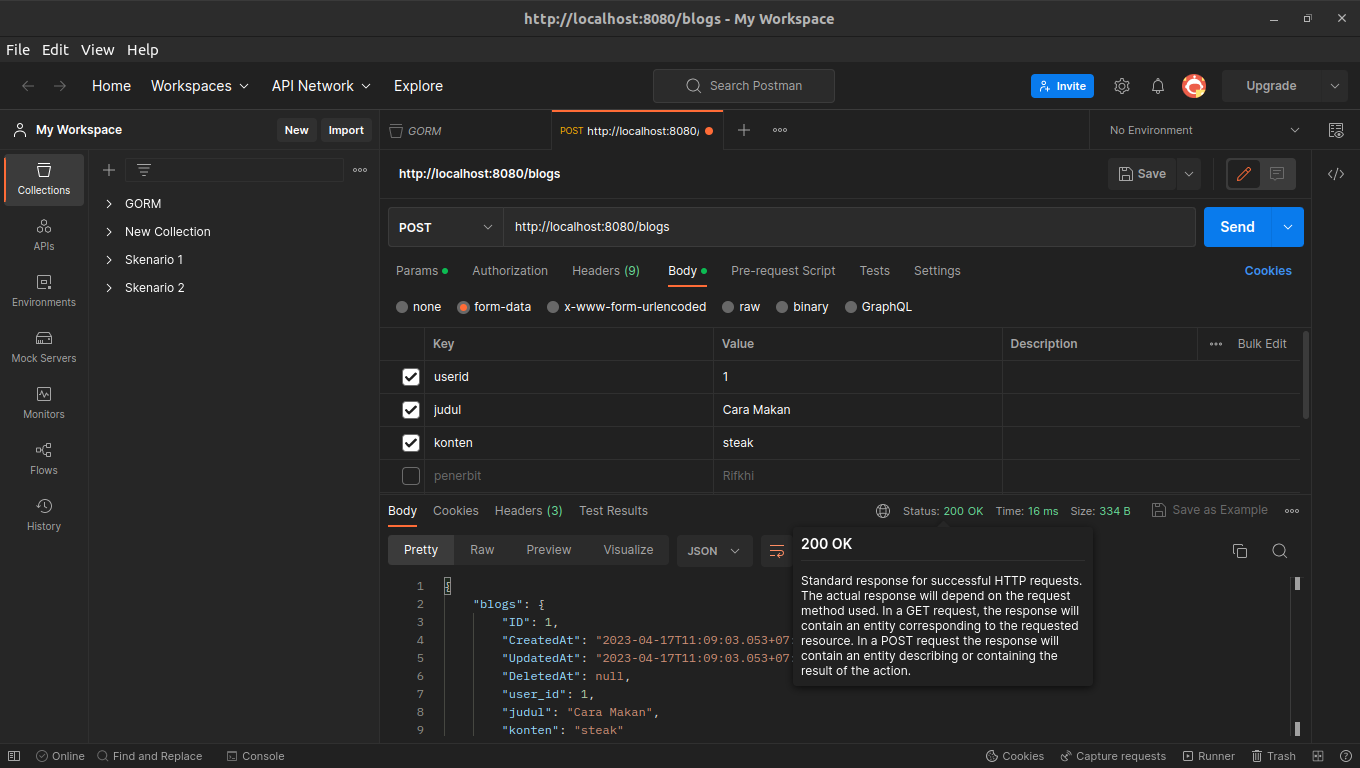 http://localhost:8080/blogs - My Workspace
File Edit View Help
Home Workspaces API Network Explore Search Postman Invite Upgrade
My Workspace New Import GORM POST http://localhost:8080/ No Environment
Collections
APIs
Environments
Mock Servers
Monitors
Flows
History
GORM
New Collection
Skenario 1
Skenario 2
http://localhost:8080/blogs Save
POST http://localhost:8080/blogs Send
Params Authorization Headers (9) Body Pre-request Script Tests Settings Cookies
none form-data x-www-form-urlencoded raw binary GraphQL
Key Value Description Bulk Edit
userid 1
judul Cara Makan
konten steak
penerbit Rifkhi
Body Cookies Headers (3) Test Results Status: 200 OK Time: 16 ms Size: 334 B Save as Example
Pretty Raw Preview Visualize JSON
200 OK
Standard response for successful HTTP requests.
The actual response will depend on the request
method used. In a GET request, the response will
contain an entity corresponding to the requested
resource. In a POST request the response will
contain an entity describing or containing the
result of the action.
1 {
2 "blogs": {
3 "ID": 1,
4 "CreatedAt": "2023-04-17T11:09:03.053+07:
5 "UpdatedAt": "2023-04-17T11:09:03.053+07:
6 "DeletedAt": null,
7 "user_id": 1,
8 "judul": "Cara Makan",
9 "konten": "steak"
Online Find and Replace Console Cookies Capture requests Runner Trash